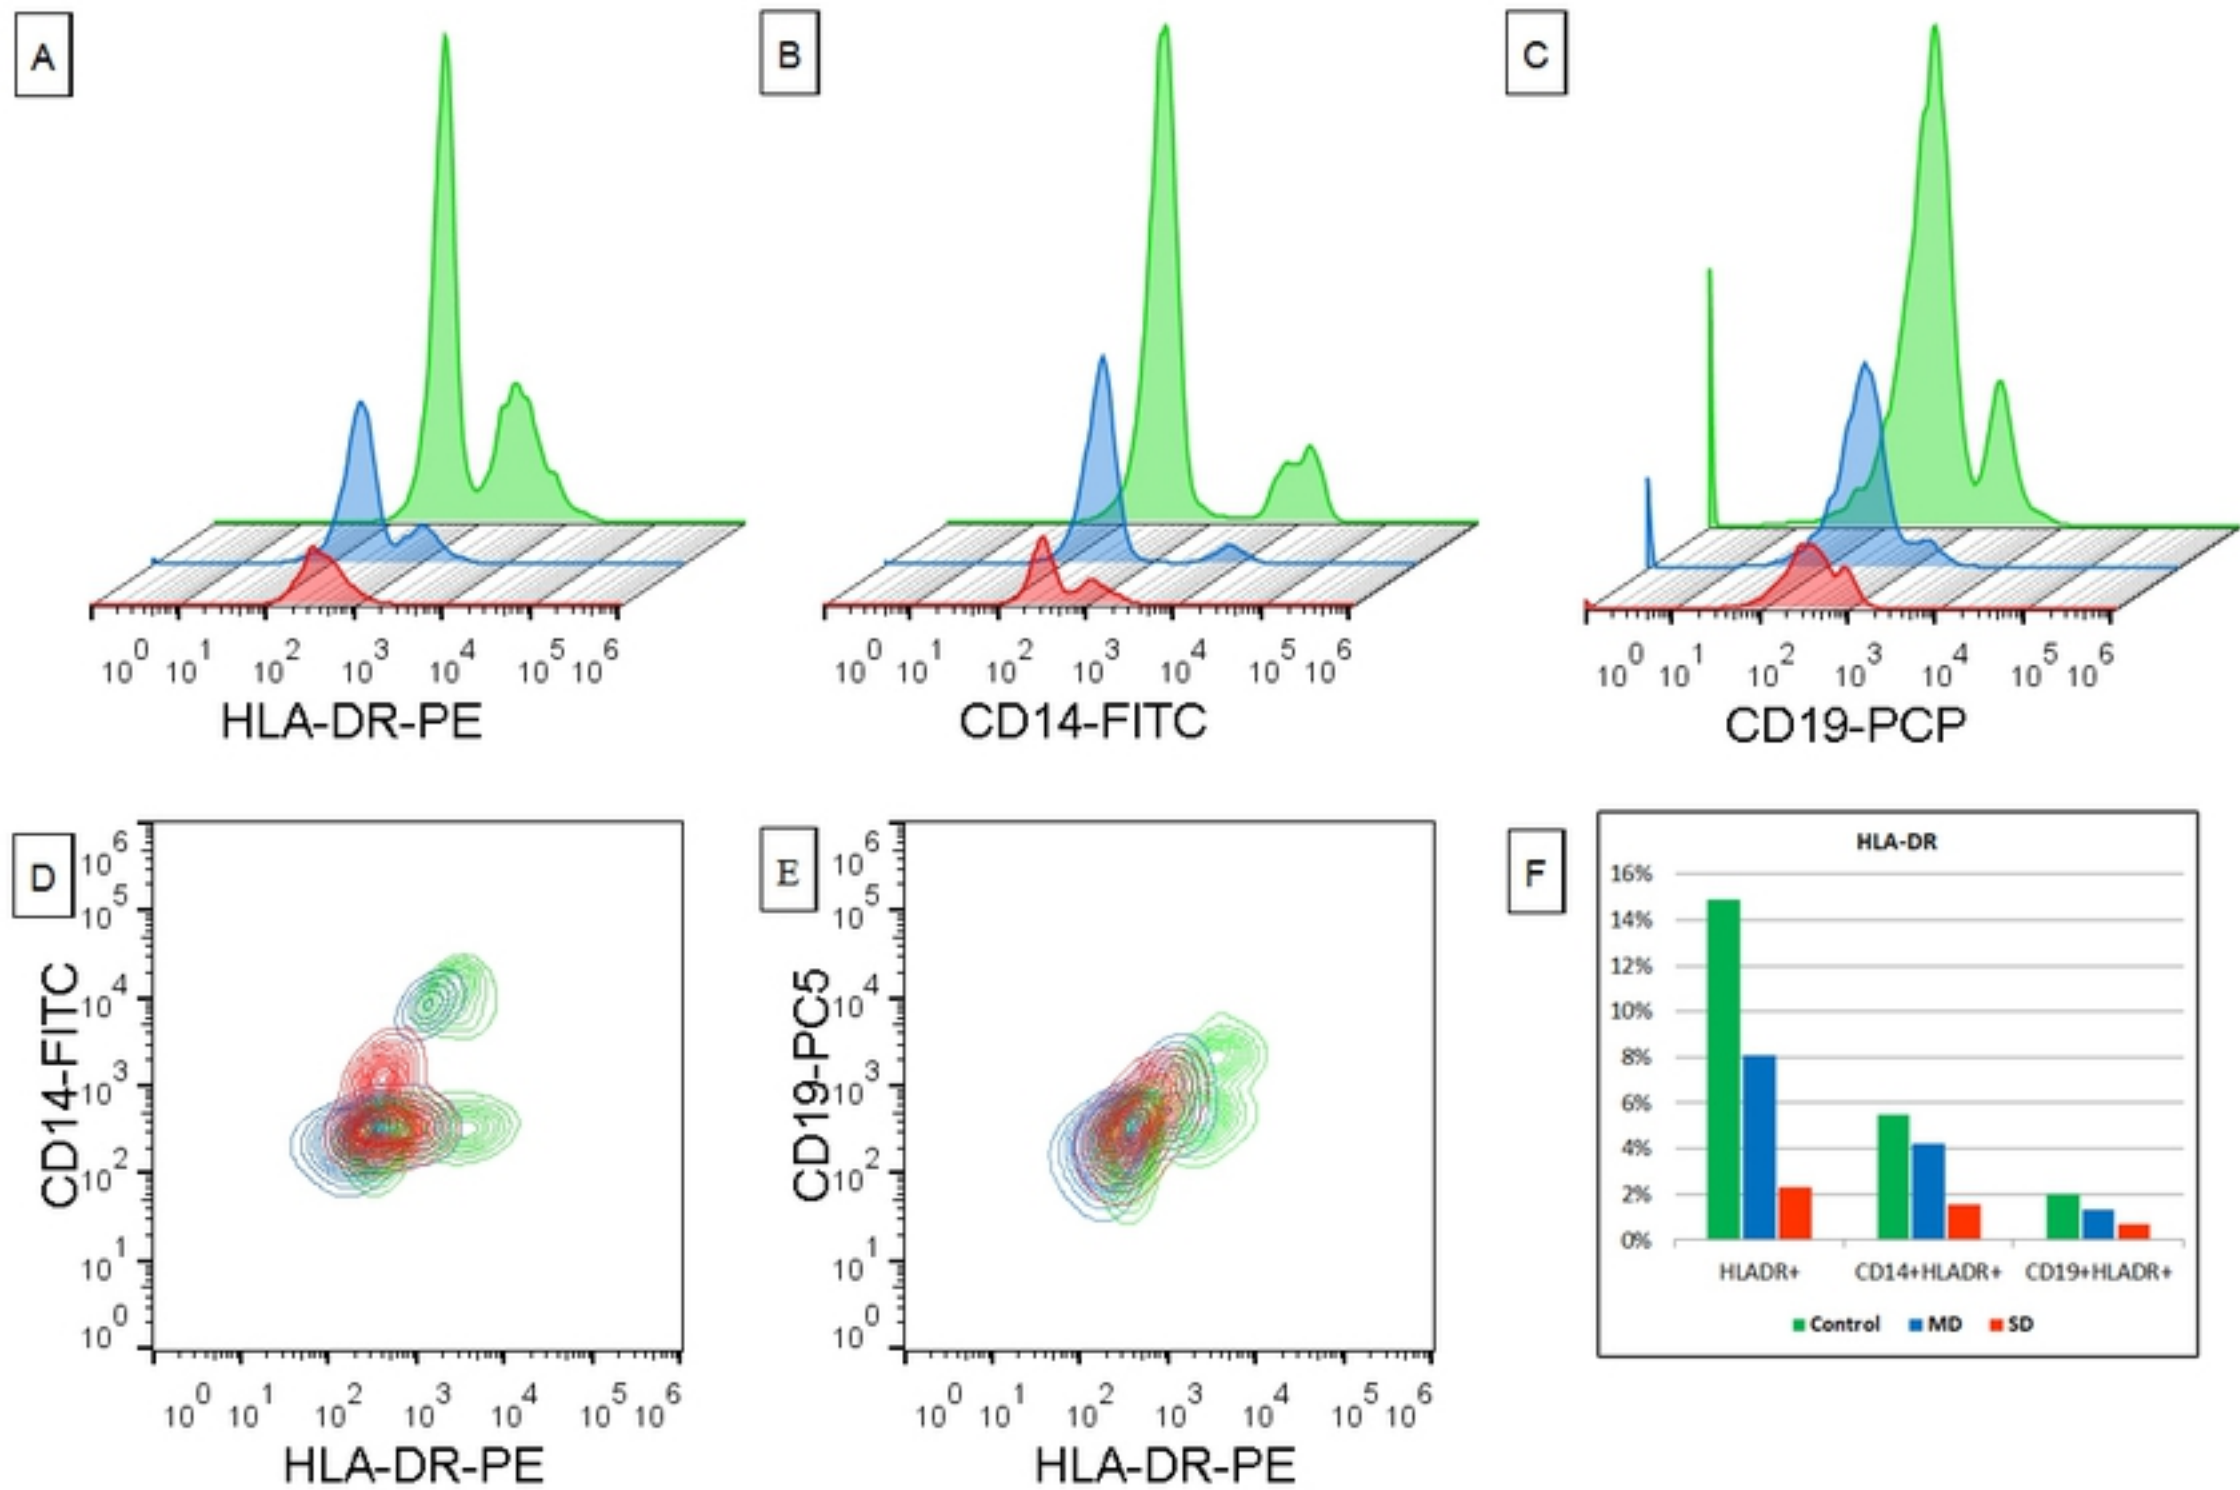 A
10^0 10^1 10^2 10^3 10^4 10^5 10^6
HLA-DR-PE
B
10^0 10^1 10^2 10^3 10^4 10^5 10^6
CD14-FITC
C
10^0 10^1 10^2 10^3 10^4 10^5 10^6
CD19-PCP
D
CD14-FITC
10^6
10^5
10^4
10^3
10^2
10^1
10^0
10^0 10^1 10^2 10^3 10^4 10^5 10^6
HLA-DR-PE
E
CD19-PC5
10^6
10^5
10^4
10^3
10^2
10^1
10^0
10^0 10^1 10^2 10^3 10^4 10^5 10^6
HLA-DR-PE
F
HLA-DR
16%
14%
12%
10%
8%
6%
4%
2%
0%
HLADR+ CD14+HLADR+ CD19+HLADR+
Control MD SD